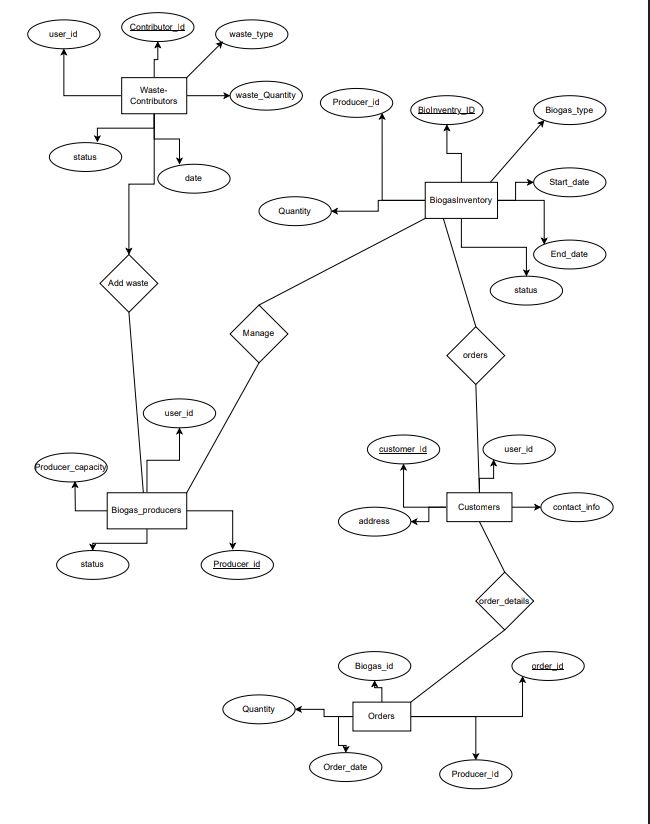 Contributor_id
user_id
waste_type
Waste-
Contributors
waste_Quantity
status
date
Producer_id
BioInventry_ID
Biogas_type
Start_date
BiogasInventory
Quantity
End_date
status
Add waste
Manage
orders
user_id
Producer_capacity
Biogas_producers
status
Producer_id
customer_id
user_id
Customers
contact_info
address
order_details
Biogas_id
order_id
Quantity
Orders
Order_date
Producer_id